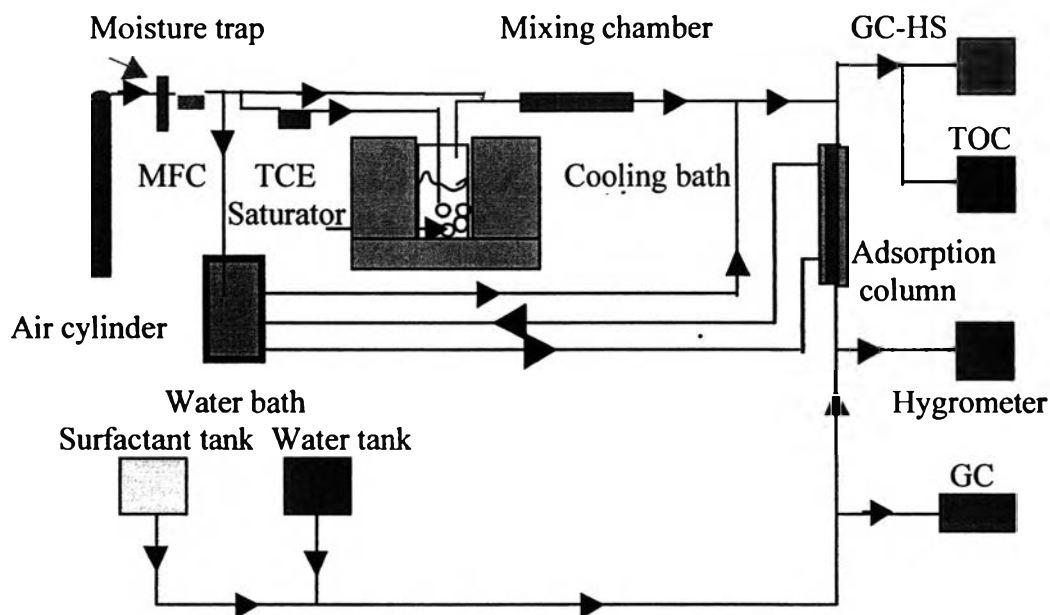 Moisture trap
Mixing chamber
GC-HS
TOC
MFC
TCE
Saturator
Cooling bath
Adsorption
column
Air cylinder
Hygrometer
Water bath
Surfactant tank
Water tank
GC